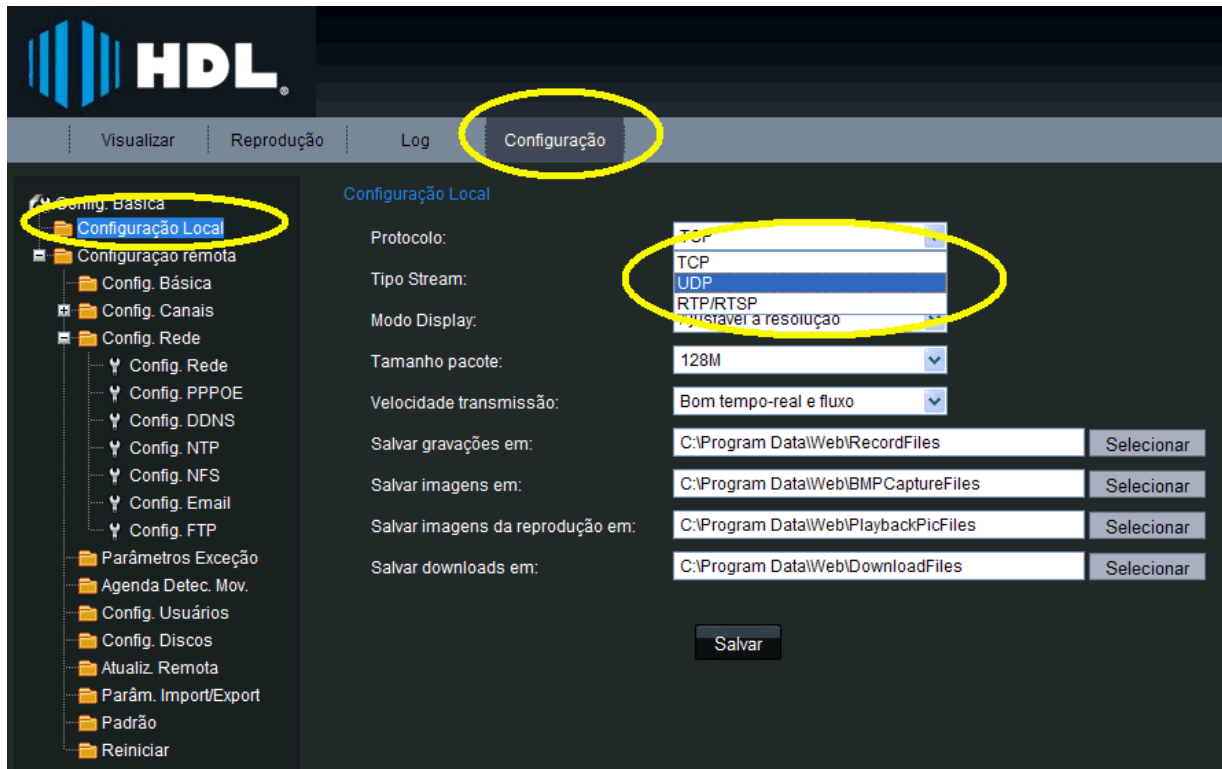 HDL®
Visualizar Reprodução Log Configuração
Config. Básica
Configuração Local
Configuração remota
Config. Básica
Config. Canais
Config. Rede
Config. Rede
Config. PPPOE
Config. DDNS
Config. NTP
Config. NFS
Config. Email
Config. FTP
Parâmetros Exceção
Agenda Detec. Mov.
Config. Usuários
Config. Discos
Atualiz. Remota
Parâm. Import/Export
Padrão
Reiniciar
Configuração Local
Protocolo: TCP
TCP
UDP
RTP/RTSP
Tipo Stream:
Modo Display: Ajustável à resolução
Tamanho pacote: 128M
Velocidade transmissão: Bom tempo-real e fluxo
Salvar gravações em: C:\Program Data\Web\RecordFiles Selecionar
Salvar imagens em: C:\Program Data\Web\BMPCaptureFiles Selecionar
Salvar imagens da reprodução em: C:\Program Data\Web\PlaybackPicFiles Selecionar
Salvar downloads em: C:\Program Data\Web\DownloadFiles Selecionar
Salvar